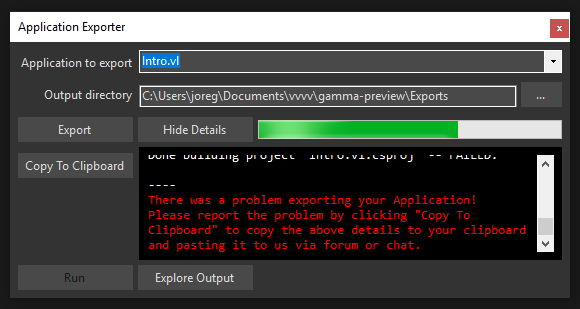 Application Exporter
x
Application to export
Intro.vl
Output directory
C:\Users\joreg\Documents\vvvv\gamma-preview\Exports
...
Export
Hide Details
Copy To Clipboard
Done building project "Intro.vl.csproj" -- FAILED.
----
There was a problem exporting your Application!
Please report the problem by clicking "Copy To
Clipboard" to copy the above details to your clipboard
and pasting it to us via forum or chat.
Run
Explore Output